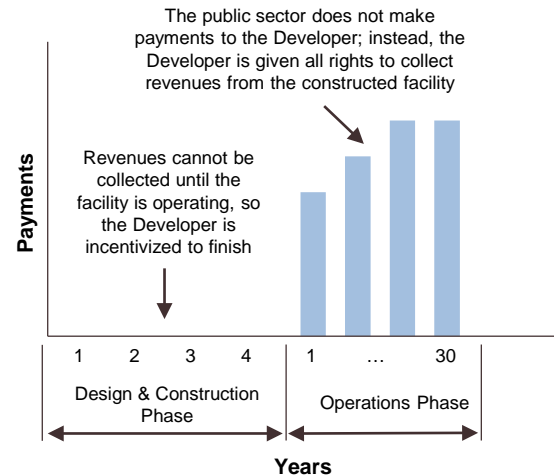 The public sector does not make
payments to the Developer; instead, the
Developer is given all rights to collect
revenues from the constructed facility
Revenues cannot be
collected until the
facility is operating, so
the Developer is
incentivized to finish
Payments
1 2 3 4 1 … 30
Design & Construction
Phase
Operations Phase
Years